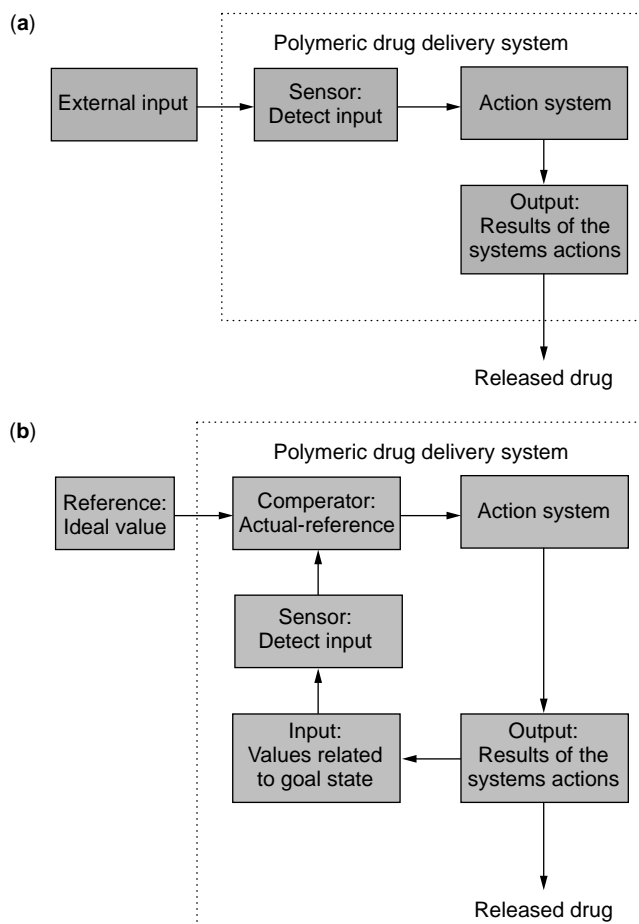 (a)
Polymeric drug delivery system
External input
Sensor:
Detect input
Action system
Output:
Results of the
systems actions
Released drug
(b)
Polymeric drug delivery system
Reference:
Ideal value
Comperator:
Actual-reference
Action system
Sensor:
Detect input
Input:
Values related
to goal state
Output:
Results of the
systems actions
Released drug